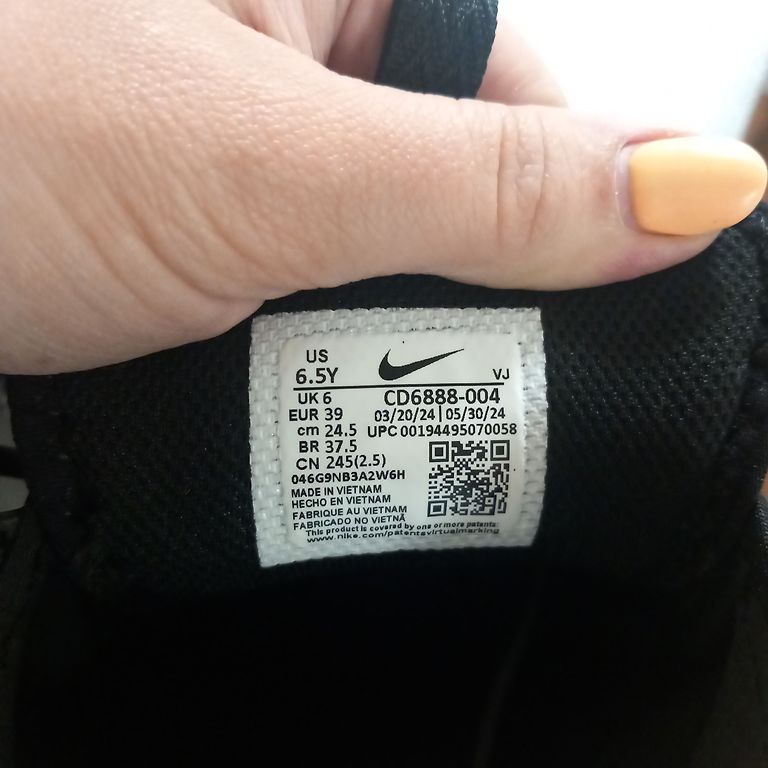 US
6.5Y
VJ
UK 6
CD6888-004
EUR 39
03/20/24 | 05/30/24
cm 24.5
UPC 00194495070058
BR 37.5
CN 245(2.5)
046G9NB3A2W6H
MADE IN VIETNAM
HECHO EN VIETNAM
FABRIQUE AU VIETNAM
FABRICADO NO VIETNÃ
This product is covered by one or more patents
www.nike.com/patentsvirtualmarking